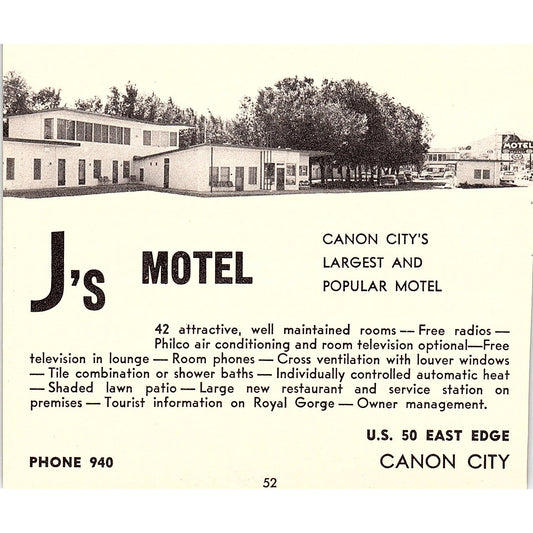 MOTEL
J's MOTEL
CANON CITY'S
LARGEST AND
POPULAR MOTEL
42 attractive, well maintained rooms — Free radios —
Philco air conditioning and room television optional—Free
television in lounge — Room phones — Cross ventilation with louver windows
— Tile combination or shower baths — Individually controlled automatic heat
— Shaded lawn patio — Large new restaurant and service station on
premises — Tourist information on Royal Gorge — Owner management.
U.S. 50 EAST EDGE
PHONE 940
CANON CITY
52